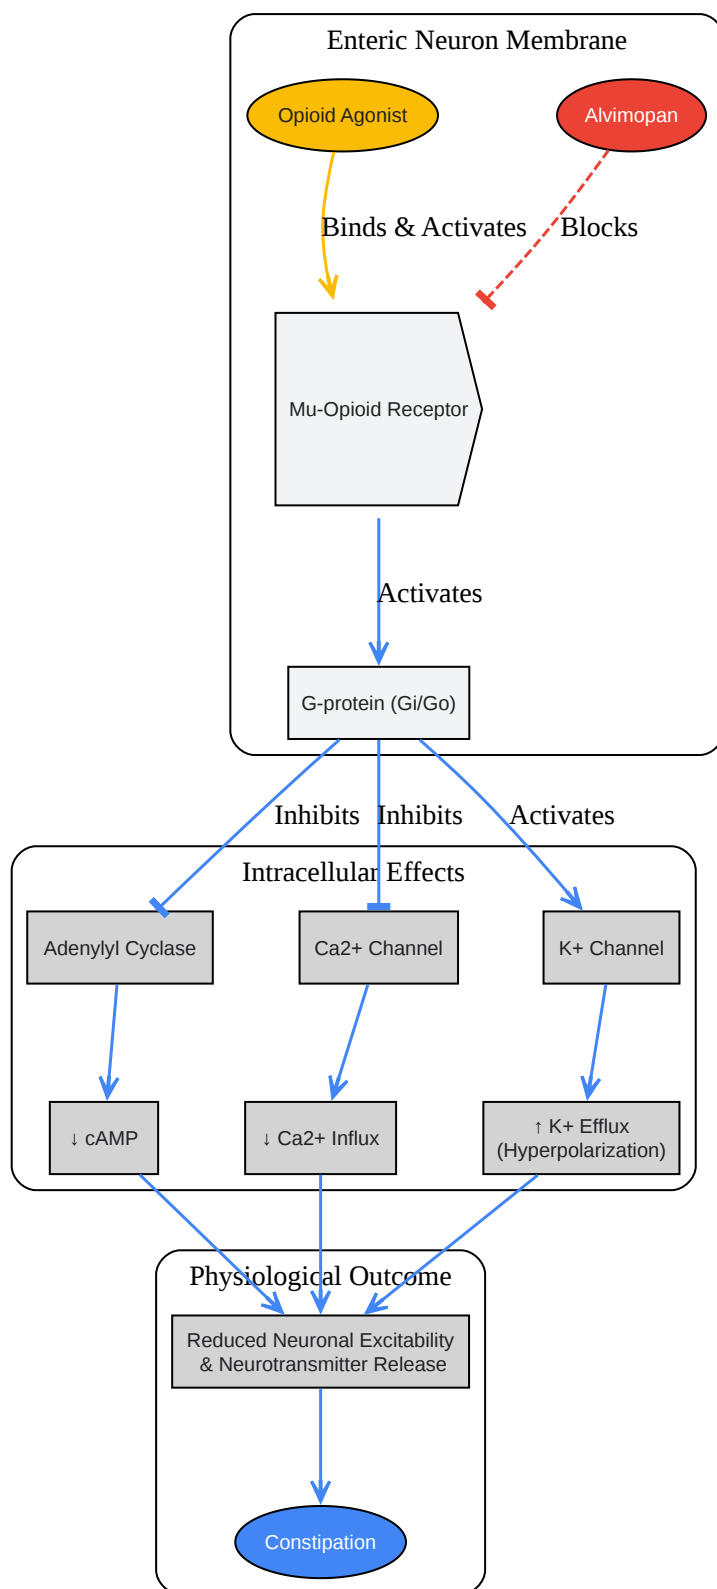 Enteric Neuron Membrane
Opioid Agonist
Alvimopan
Binds & Activates
Blocks
Mu-Opioid Receptor
Activates
G-protein (Gi/Go)
Inhibits
Inhibits
Activates
Intracellular Effects
Adenylyl Cyclase
Ca2+ Channel
K+ Channel
↓ cAMP
↓ Ca2+ Influx
↑ K+ Efflux
(Hyperpolarization)
Physiological Outcome
Reduced Neuronal Excitability
& Neurotransmitter Release
Constipation